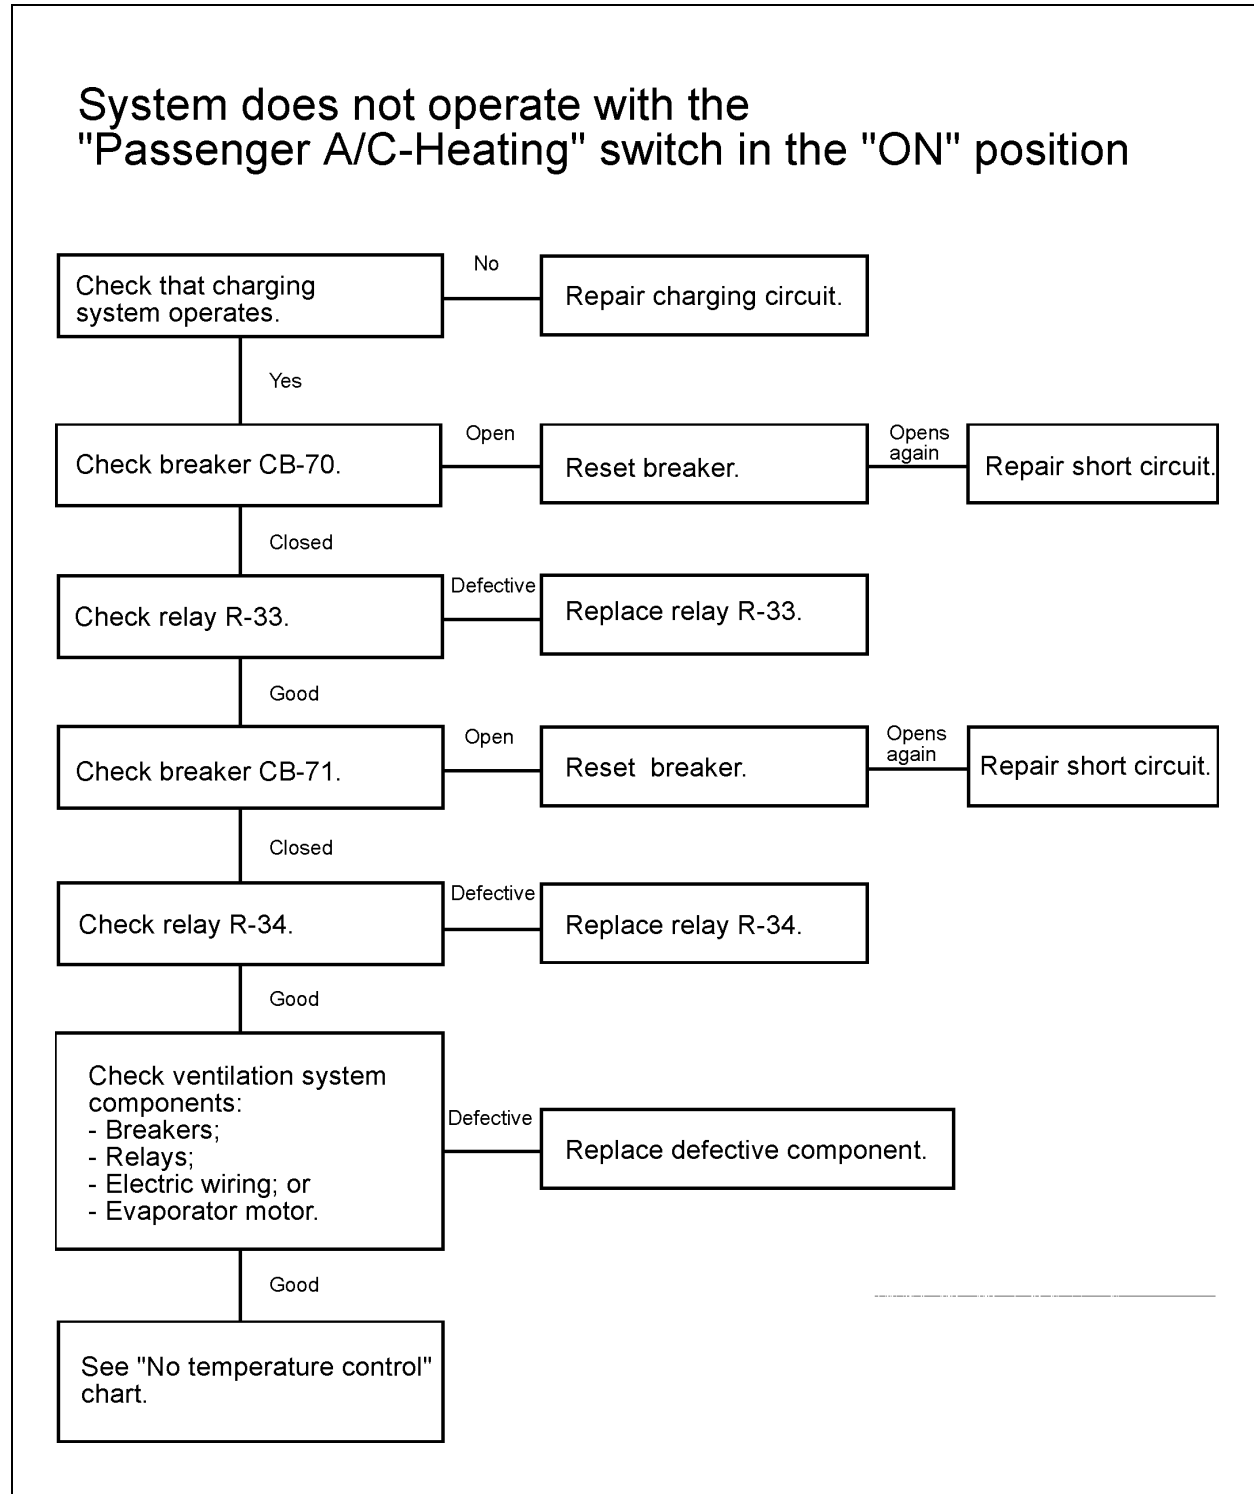 System does not operate with the
"Passenger A/C-Heating" switch in the "ON" position
Check that charging
system operates.
No
Repair charging circuit.
Yes
Check breaker CB-70.
Open
Reset breaker.
Opens
again
Repair short circuit.
Closed
Check relay R-33.
Defective
Replace relay R-33.
Good
Check breaker CB-71.
Open
Reset  breaker.
Opens
again
Repair short circuit.
Closed
Check relay R-34.
Defective
Replace relay R-34.
Good
Check ventilation system
components:
- Breakers;
- Relays;
- Electric wiring; or
- Evaporator motor.
Defective
Replace defective component.
Good
See "No temperature control"
chart.